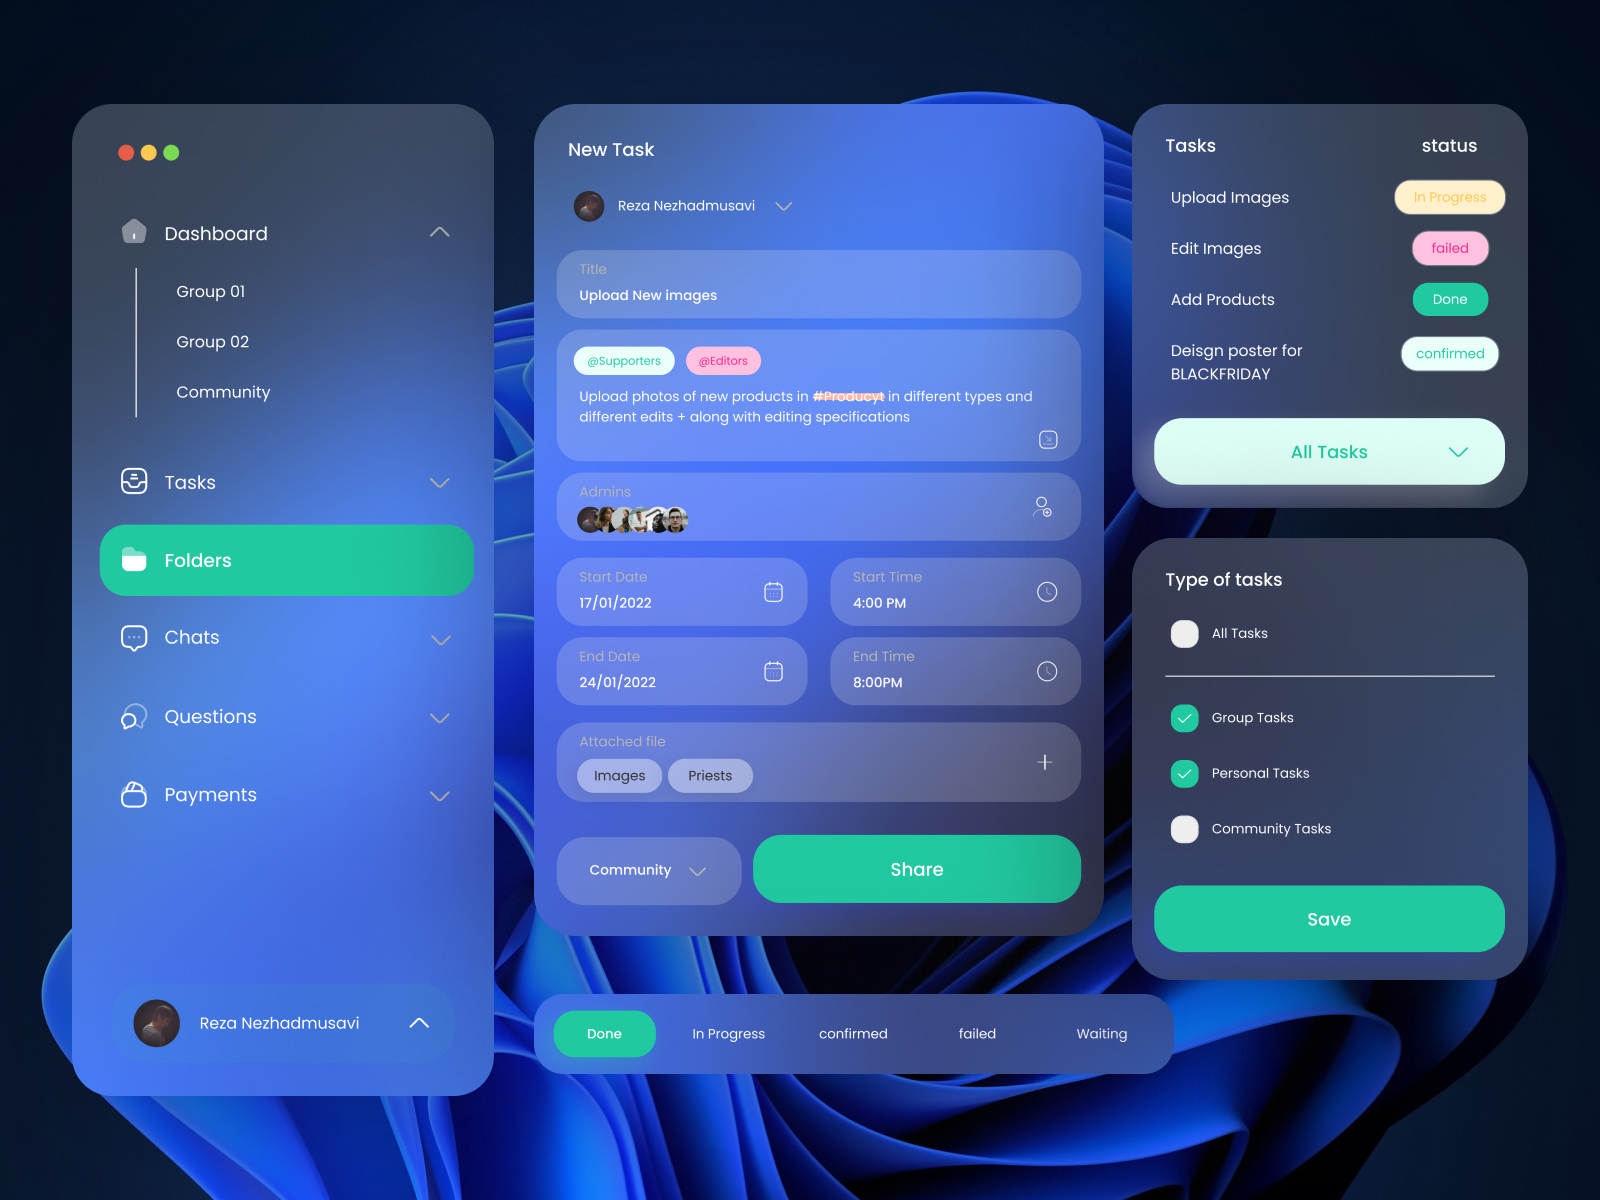 Dashboard
Group 01
Group 02
Community
Tasks
Folders
Chats
Questions
Payments
Reza Nezhadmusavi
New Task
Reza Nezhadmusavi
Title
Upload New images
@Supporters @Editors
Upload photos of new products in #Producyt in different types and
different edits + along with editing specifications
Admins
Start Date
17/01/2022
Start Time
4:00 PM
End Date
24/01/2022
End Time
8:00PM
Attached file
Images Priests
Community
Share
Done In Progress confirmed failed Waiting
Tasks status
Upload Images In Progress
Edit Images failed
Add Products Done
Deisgn poster for confirmed
BLACKFRIDAY
All Tasks
Type of tasks
All Tasks
Group Tasks
Personal Tasks
Community Tasks
Save